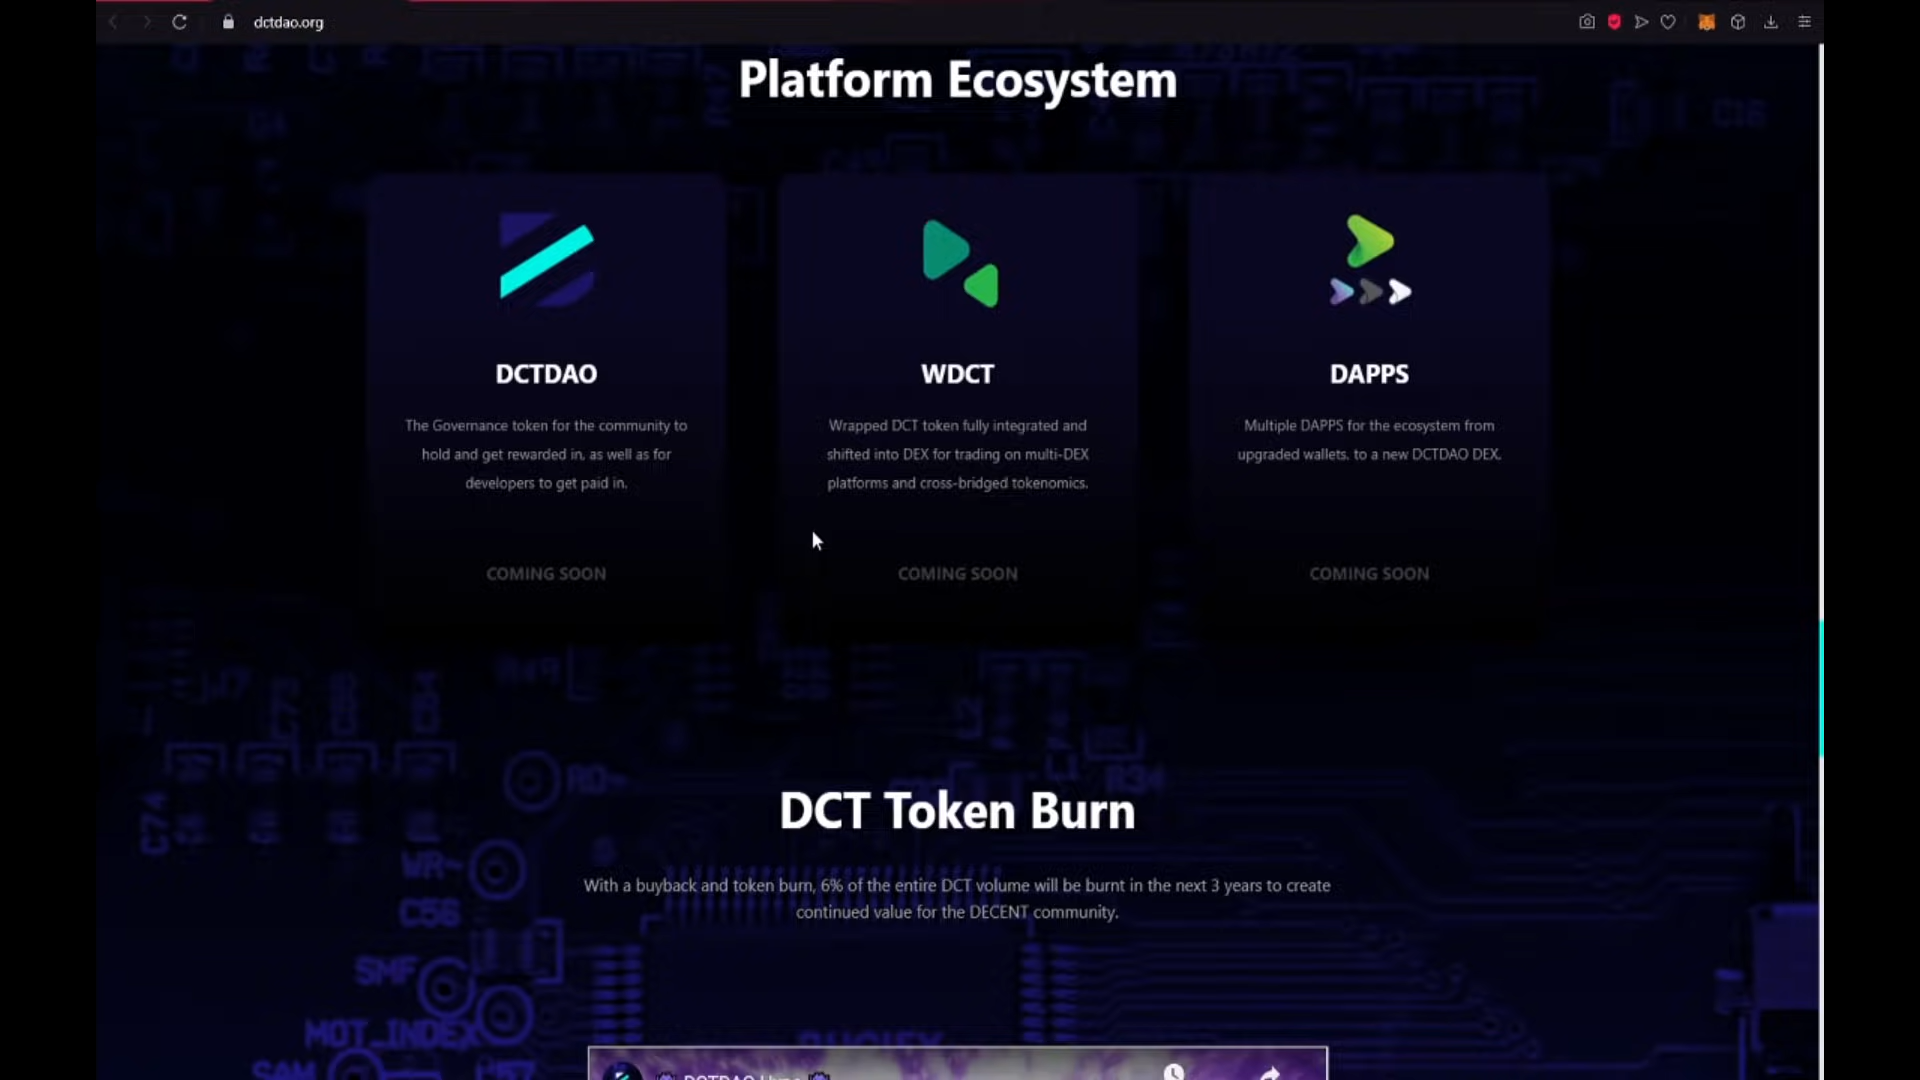 dctdao.org
Platform Ecosystem
DCTDAO
The Governance token for the community to
hold and get rewarded in, as well as for
developers to get paid in.
COMING SOON
WDCT
Wrapped DCT token fully integrated and
shifted into DEX for trading on multi-DEX
platforms and cross-bridged tokenomics.
COMING SOON
DAPPS
Multiple DAPPS for the ecosystem from
upgraded wallets, to a new DCTDAO DEX.
COMING SOON
C74
WR~
C56
SMF
MOT_INDEX
DCT Token Burn
With a buyback and token burn, 6% of the entire DCT volume will be burnt in the next 3 years to create
continued value for the DECENT community.